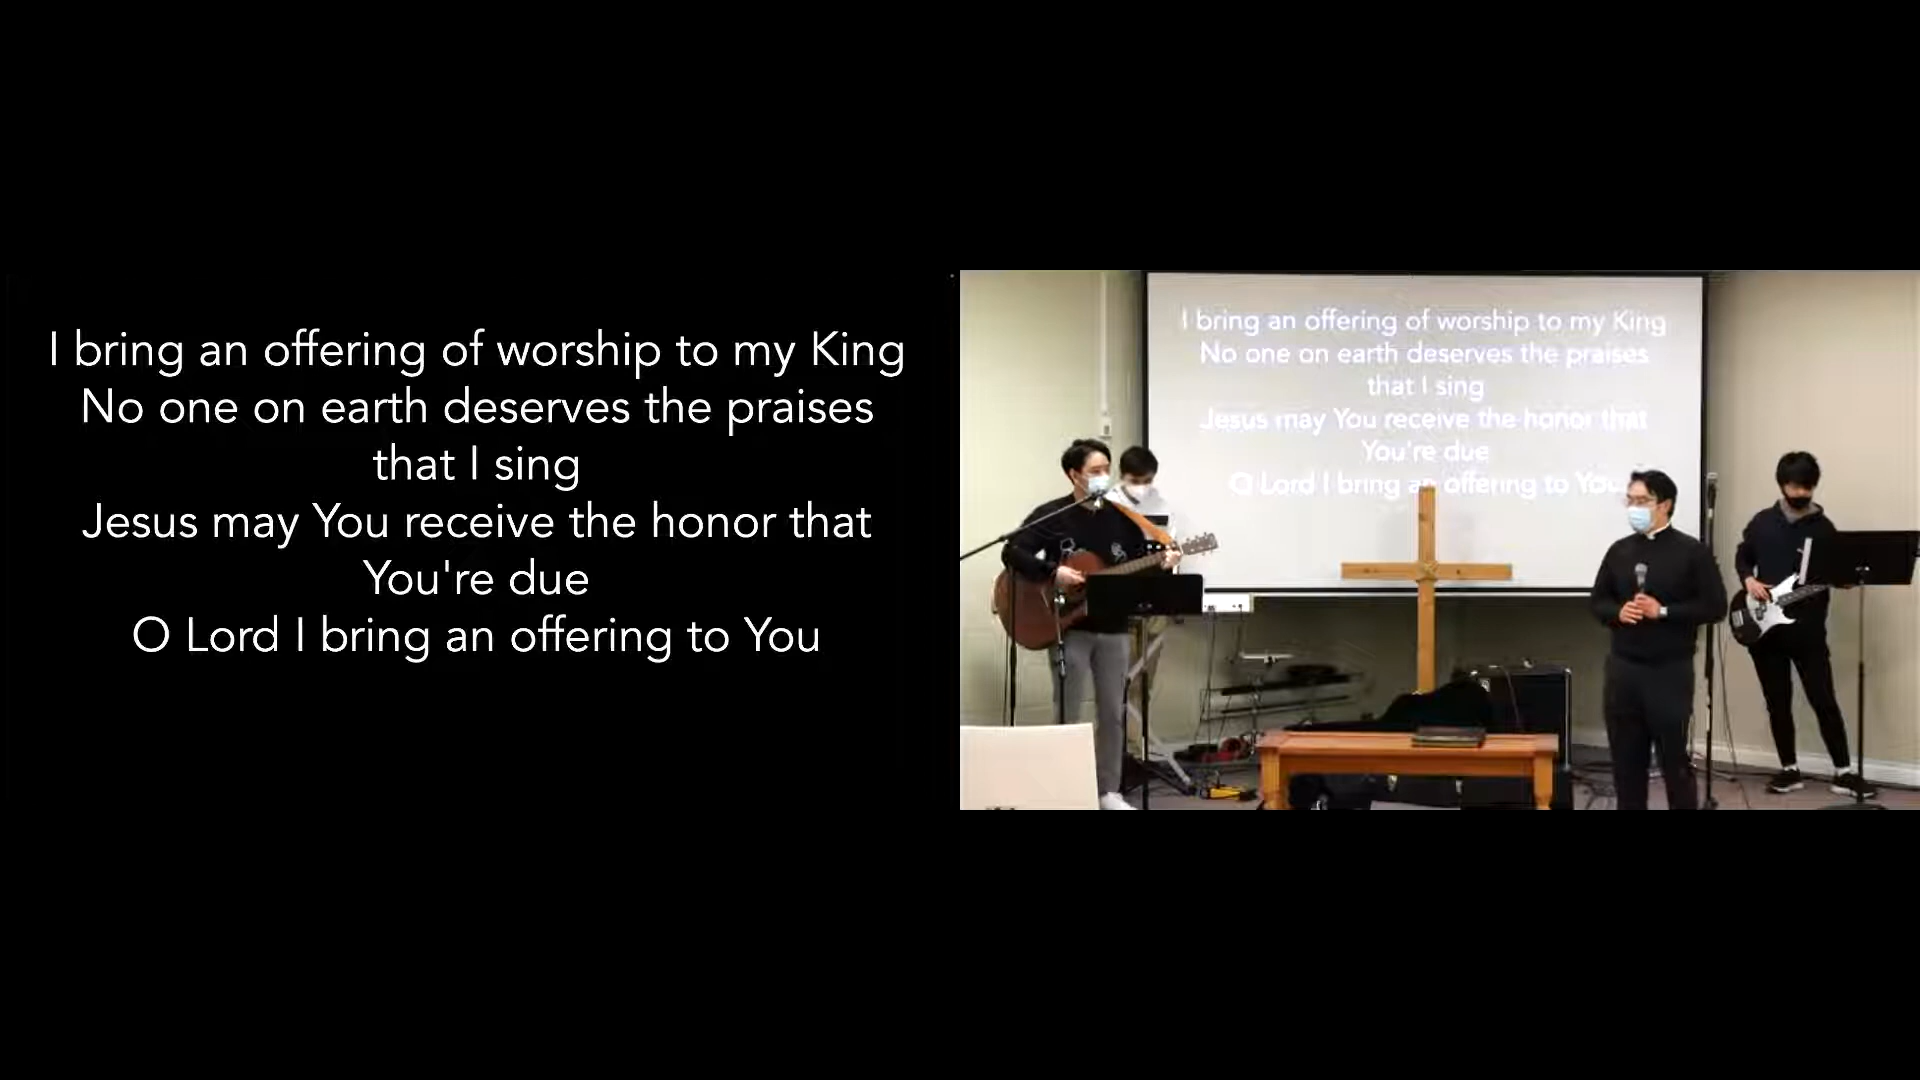 I bring an offering of worship to my King
No one on earth deserves the praises
that I sing
Jesus may You receive the honor that
You're due
O Lord I bring an offering to You
I bring an offering of worship to my King
No one on earth deserves the praises
that I sing
Jesus may You receive the honor that
You're due
O Lord I bring an offering to You